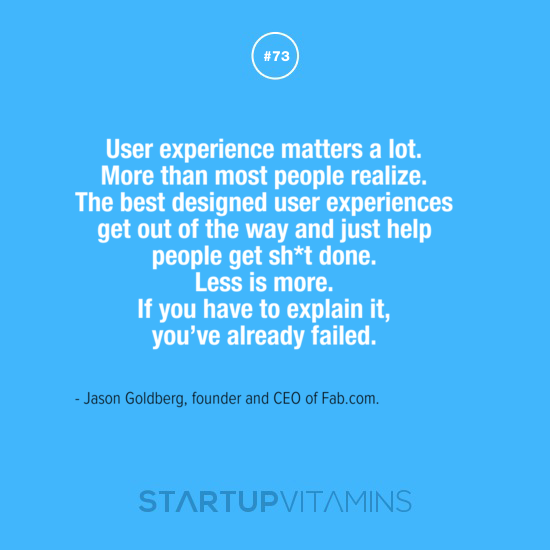 #73
User experience matters a lot.
More than most people realize.
The best designed user experiences
get out of the way and just help
people get sh*t done.
Less is more.
If you have to explain it,
you've already failed.
- Jason Goldberg, founder and CEO of Fab.com.
STARTUPVITAMINS